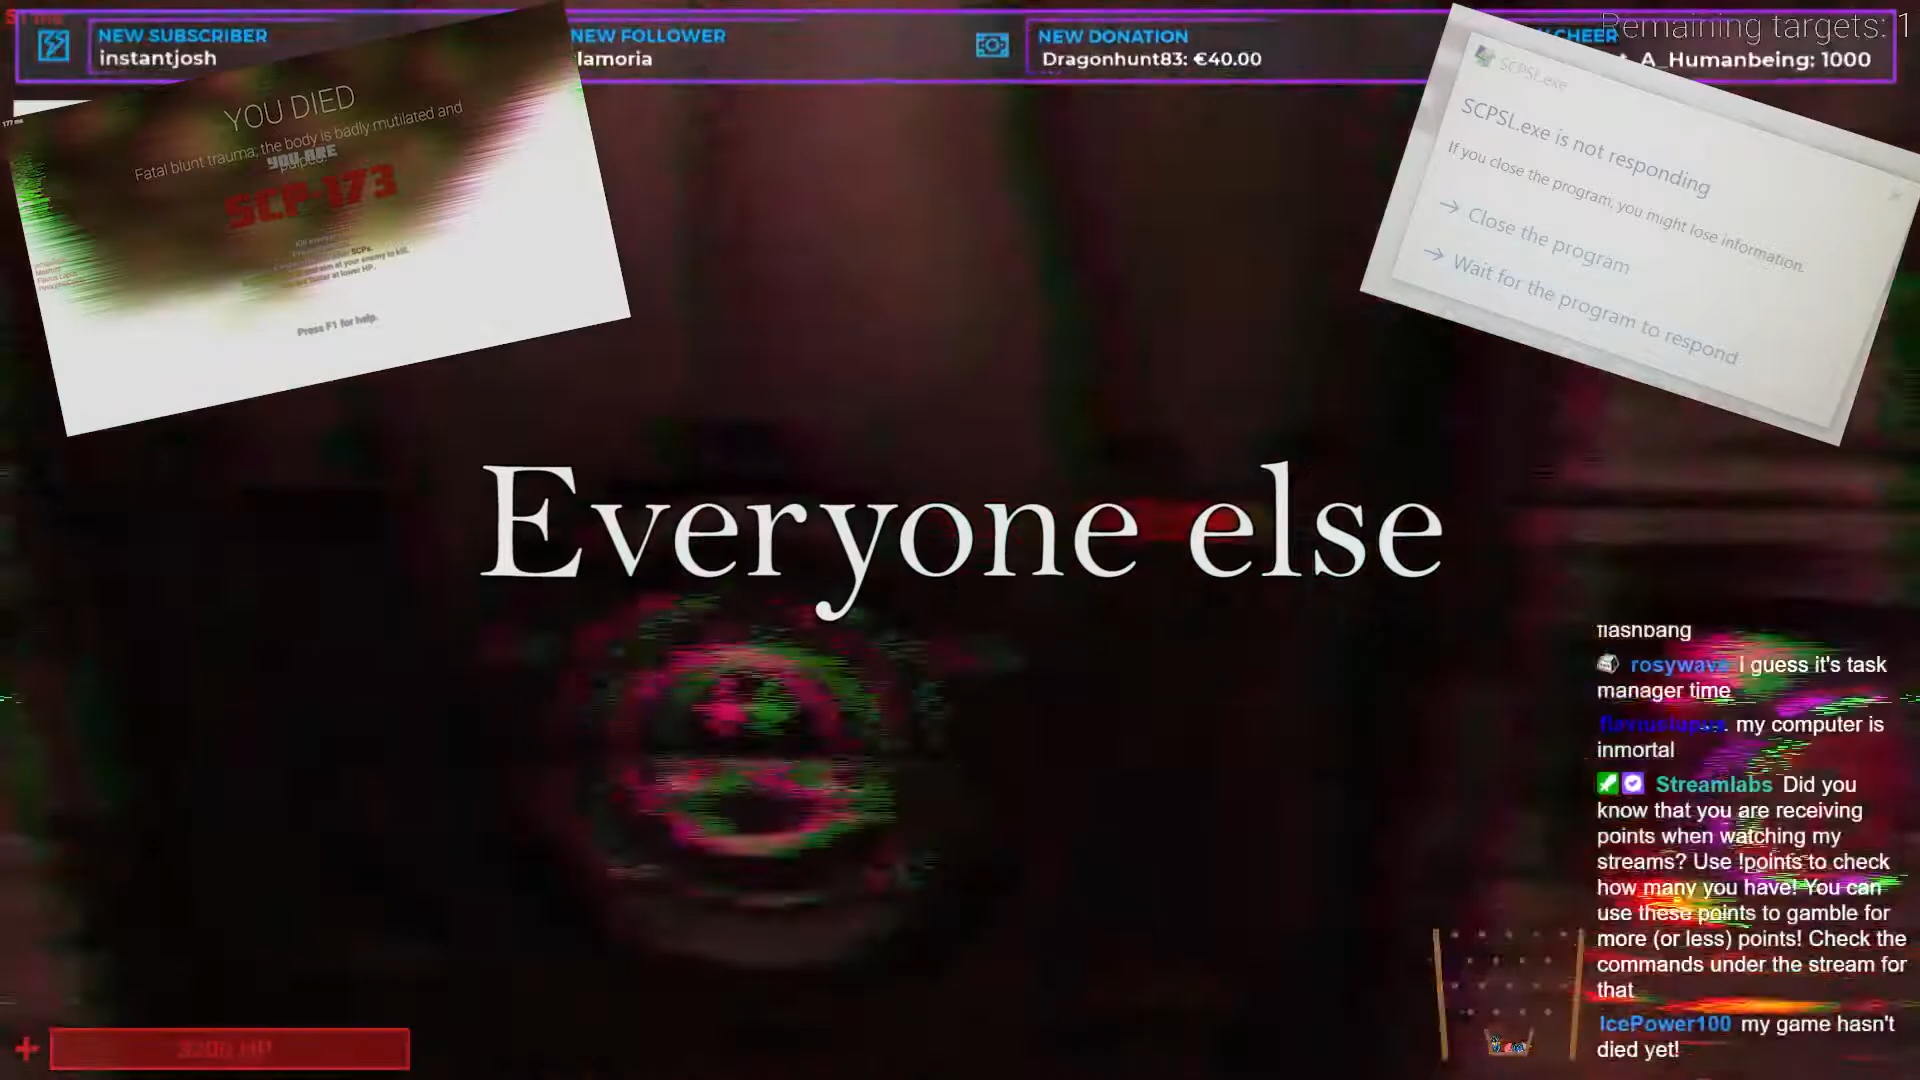 Remaining targets: 1
NEW SUBSCRIBER
instantjosh
NEW FOLLOWER
lamoria
NEW DONATION
Dragonhunt83: €40.00
CHEER
A_Humanbeing: 1000
177 ms
YOU DIED
Fatal blunt trauma; the body is badly mutilated and
YOU ARE
SCP-173
Press F1 for help.
SCPSL.exe
SCPSL.exe is not responding
If you close the program, you might lose information.
→ Close the program
→ Wait for the program to respond
Everyone else
flashbang
rosywave I guess it's task
manager time
flaviuslupus. my computer is
inmortal
Streamlabs Did you
know that you are receiving
points when watching my
streams? Use !points to check
how many you have! You can
use these points to gamble for
more (or less) points! Check the
commands under the stream for
that
IcePower100 my game hasn't
died yet!
3200 HP